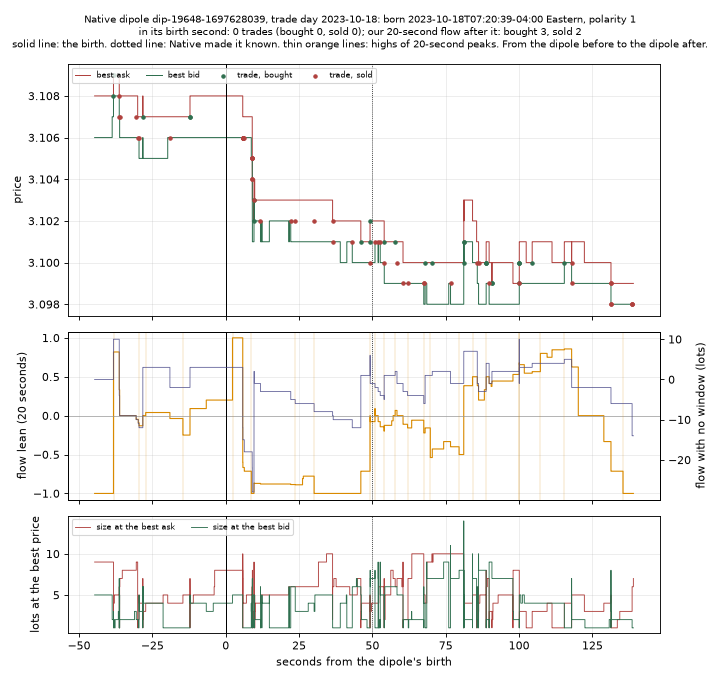 Native dipole dip-19648-1697628039, trade day 2023-10-18: born 2023-10-18T07:20:39-04:00 Eastern, polarity 1
in its birth second: 0 trades (bought 0, sold 0); our 20-second flow after it: bought 3, sold 2
solid line: the birth. dotted line: Native made it known. thin orange lines: highs of 20-second peaks. From the dipole before to the dipole after.
best ask best bid trade, bought trade, sold
3.108
3.106
3.104
3.102
3.100
3.098
price
1.0
0.5
0.0
−0.5
−1.0
flow lean (20 seconds)
10
0
−10
−20
flow with no window (lots)
size at the best ask size at the best bid
10
5
lots at the best price
−50 −25 0 25 50 75 100 125
seconds from the dipole's birth